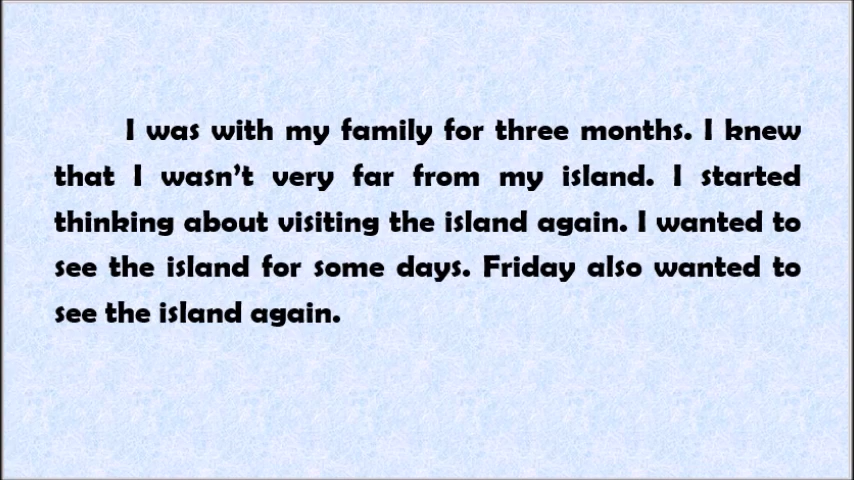 I was with my family for three months. I knew
that I wasn’t very far from my island. I started
thinking about visiting the island again. I wanted to
see the island for some days. Friday also wanted to
see the island again.